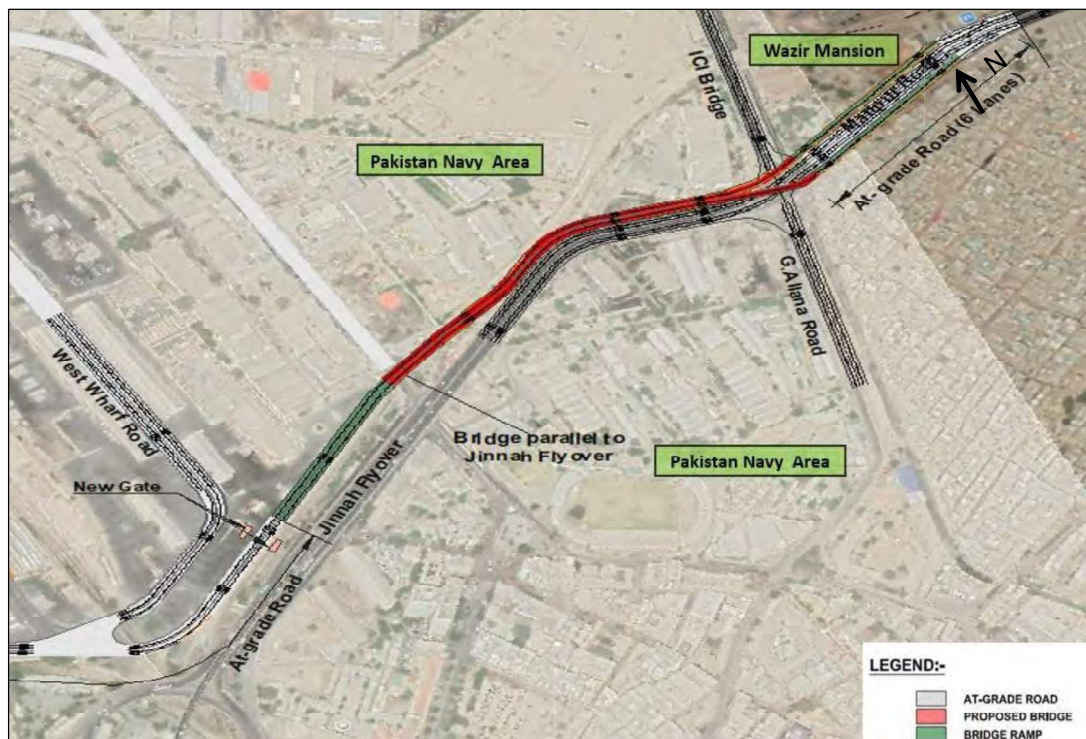 Wazir Mansion
ICI Bridge
N
At-grade Road (6 lanes)
Pakistan Navy Area
G.Allana Road
West Wharf Road
Bridge parallel to
Jinnah Flyover
Pakistan Navy Area
New Gate
Jinnah Flyover
At-grade Road
LEGEND:-
AT-GRADE ROAD
PROPOSED BRIDGE
BRIDGE RAMP